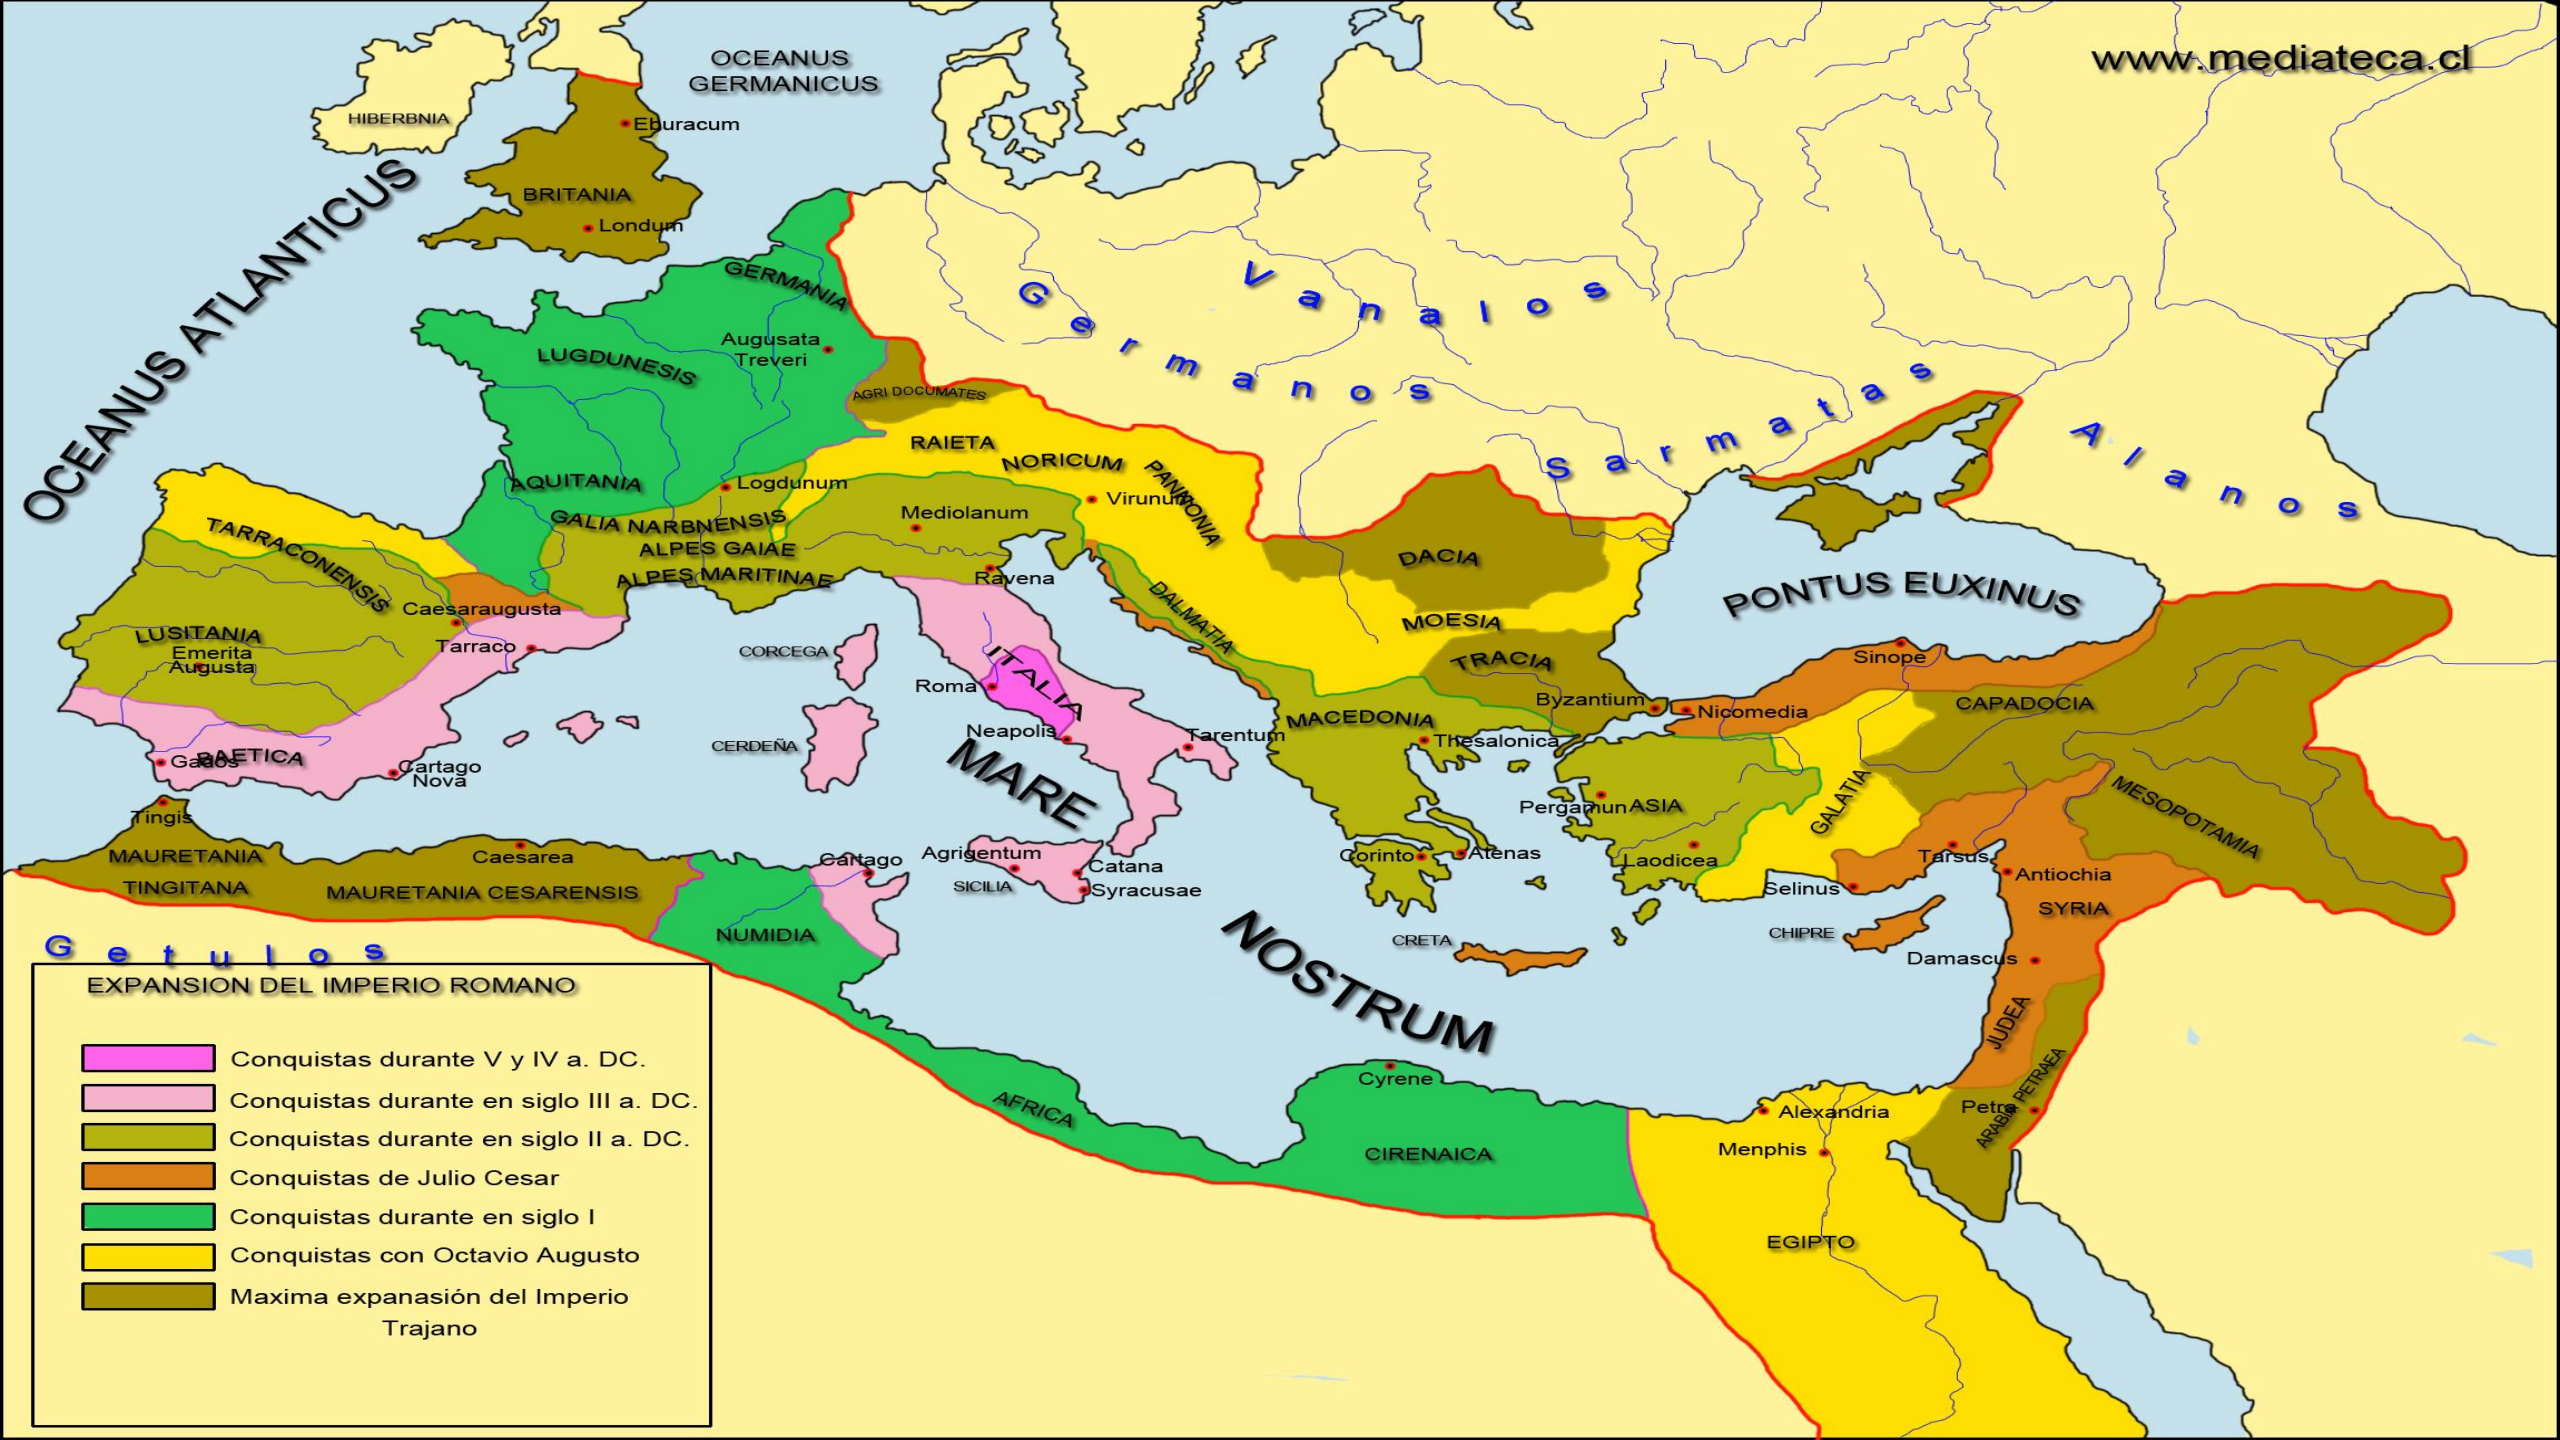 www.mediateca.cl
OCEANUS
GERMANICUS
HIBERBNIA
Eburacum
BRITANIA
Londum
OCEANUS ATLANTICUS
GERMANIA
Augusata
Treveri
LUGDUNESIS
AGRI DOCUMATES
Vanalos
Germanos
Sarmatas
Alanos
RAIETA
NORICUM
PANNONIA
Virunum
AQUITANIA
Logdunum
GALIA NARBNENSIS
Mediolanum
ALPES GAIAE
ALPES MARITINAE
Ravena
TARRACONENSIS
Caesaraugusta
LUSITANIA
Emerita
Augusta
Tarraco
DALMATIA
DACIA
MOESIA
TRACIA
PONTUS EUXINUS
CORCEGA
ITALIA
Roma
Neapolis
CERDEÑA
Tarentum
MACEDONIA
Thesalonica
Byzantium
Nicomedia
Sinope
CAPADOCIA
BAETICA
Gades
Cartago
Nova
MARE
NOSTRUM
Pergamun
ASIA
GALATIA
MESOPOTAMIA
Tingis
MAURETANIA
TINGITANA
Caesarea
MAURETANIA CESARENSIS
Cartago
Agrigentum
SICILIA
Catana
Syracusae
Corinto
Atenas
Laodicea
Selinus
Tarsus
Antiochia
SYRIA
CRETA
CHIPRE
Damascus
NUMIDIA
Getulos
JUDEA
ARABIA PETRAEA
Petra
AFRICA
Cyrene
CIRENAICA
Alexandria
Menphis
EGIPTO
EXPANSION DEL IMPERIO ROMANO
Conquistas durante V y IV a. DC.
Conquistas durante en siglo III a. DC.
Conquistas durante en siglo II a. DC.
Conquistas de Julio Cesar
Conquistas durante en siglo I
Conquistas con Octavio Augusto
Maxima expanasión del Imperio
Trajano